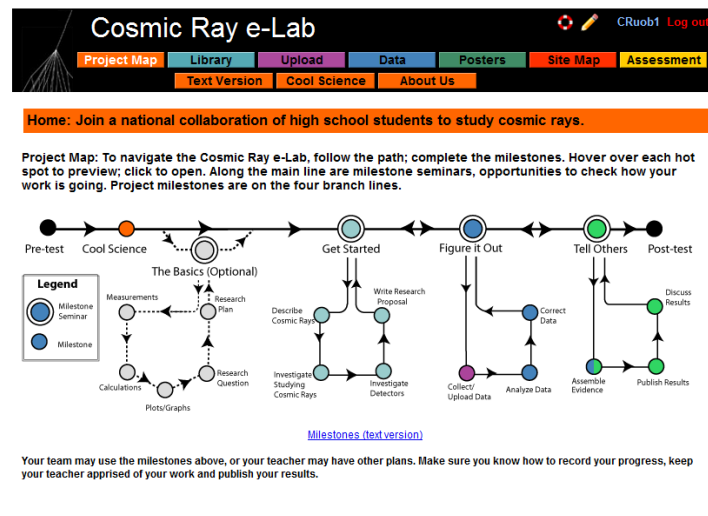 Cosmic Ray e-Lab
CRuob1 Log out
Project Map Library Upload Data Posters Site Map Assessment
Text Version Cool Science About Us
Home: Join a national collaboration of high school students to study cosmic rays.
Project Map: To navigate the Cosmic Ray e-Lab, follow the path; complete the milestones. Hover over each hot
spot to preview; click to open. Along the main line are milestone seminars, opportunities to check how your
work is going. Project milestones are on the four branch lines.
Pre-test
Cool Science
The Basics (Optional)
Get Started
Figure it Out
Tell Others
Post-test
Legend
Milestone
Seminar
Milestone
Measurements
Calculations
Plots/Graphs
Research
Question
Research
Plan
Describe
Cosmic Rays
Investigate
Studying
Cosmic Rays
Investigate
Detectors
Write Research
Proposal
Collect/
Upload Data
Analyze Data
Correct
Data
Assemble
Evidence
Publish Results
Discuss
Results
Milestones (text version)
Your team may use the milestones above, or your teacher may have other plans. Make sure you know how to record your progress, keep
your teacher apprised of your work and publish your results.